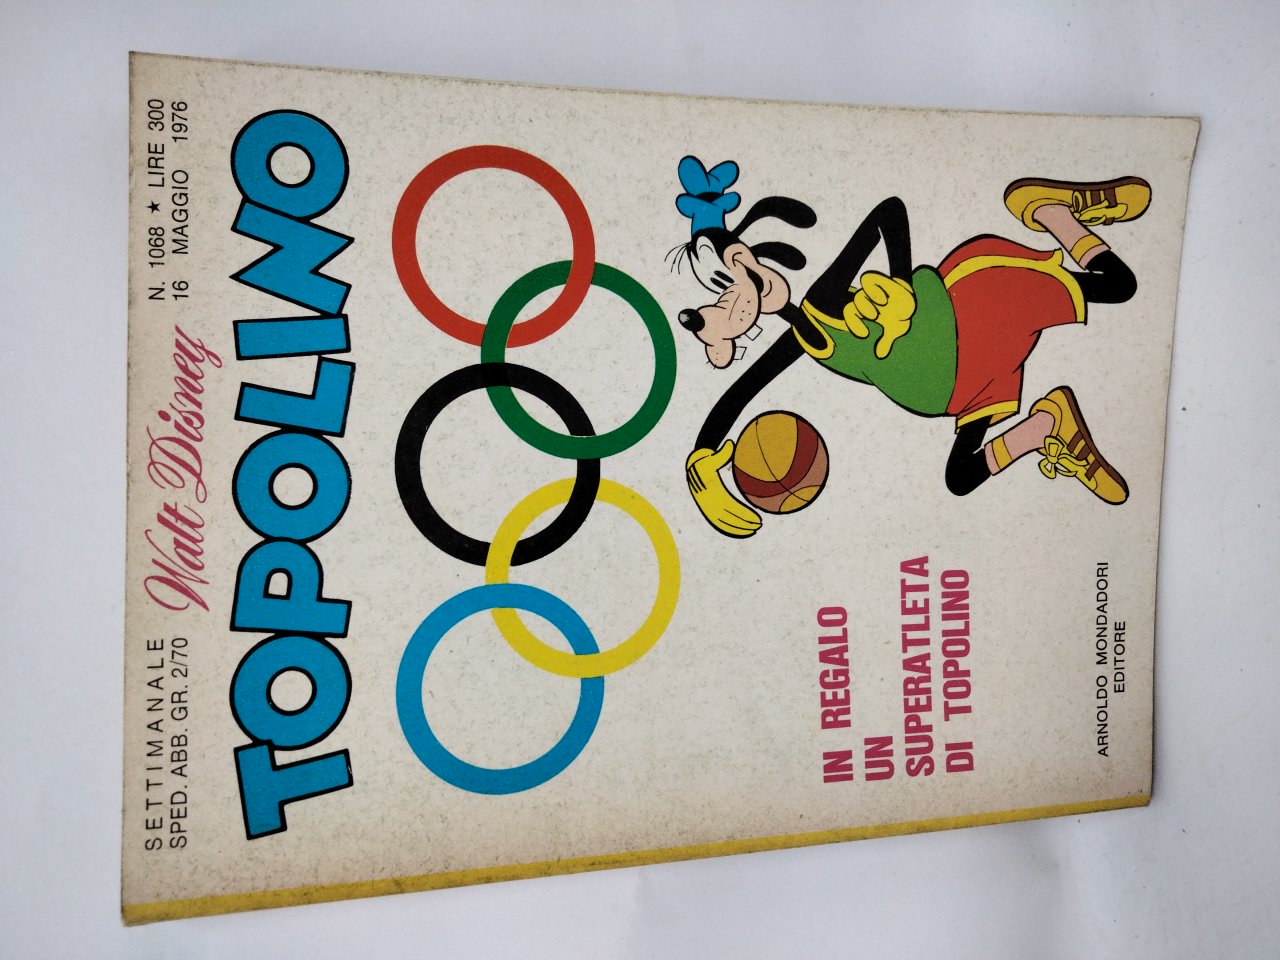 SETTIMANALE
SPED. ABB. GR. 2/70
Walt Disney
N. 1068 ★ LIRE 300
16 MAGGIO 1976
TOPOLINO
IN REGALO
UN
SUPERATLETA
DI TOPOLINO
ARNOLDO MONDADORI
EDITORE